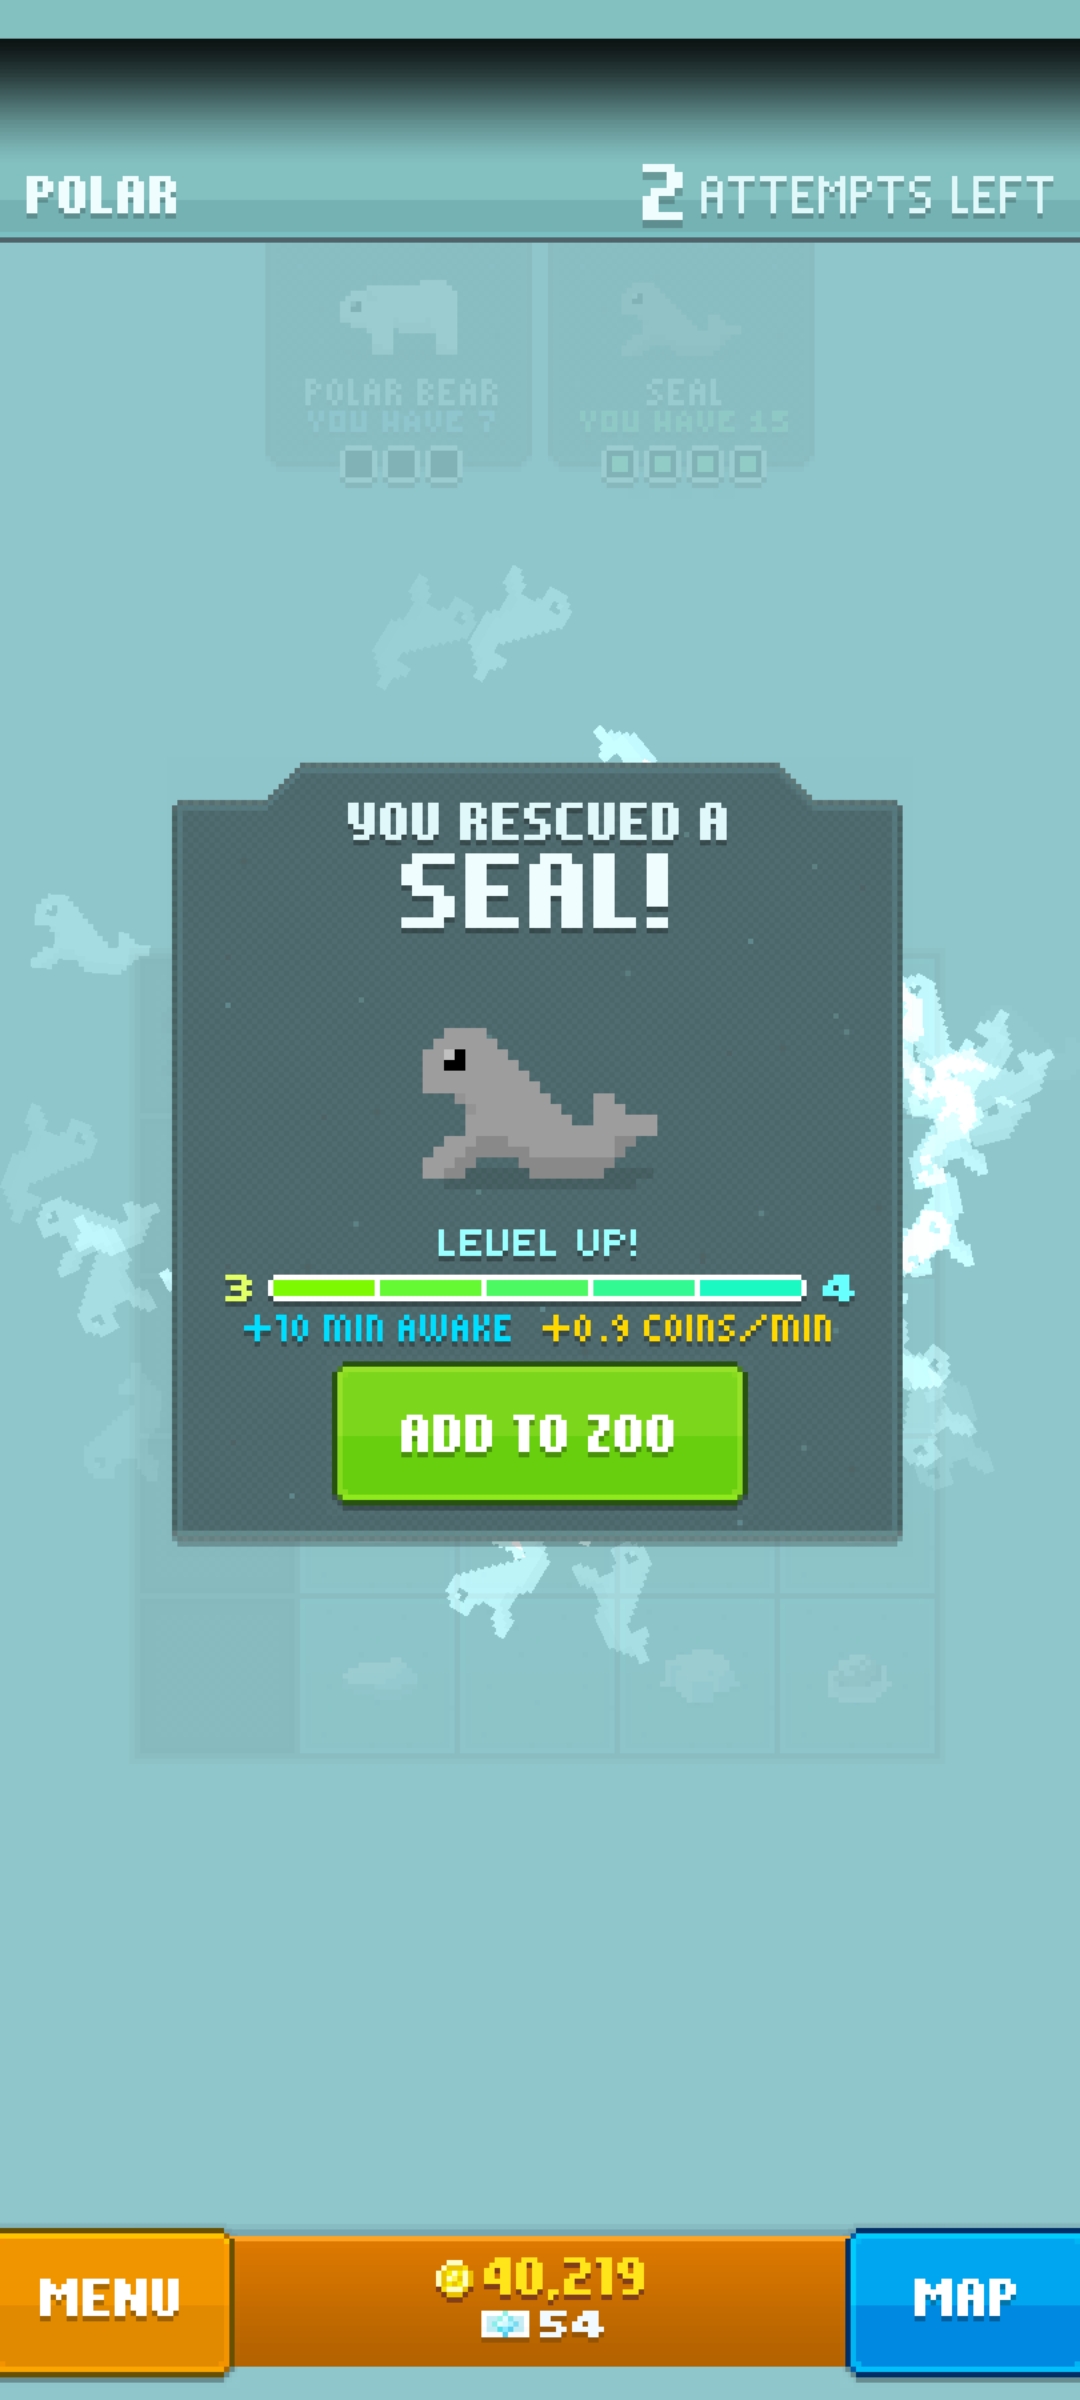 POLAR
2 ATTEMPTS LEFT
POLAR BEAR
YOU HAVE 7
SEAL
YOU HAVE 15
YOU RESCUED A
SEAL!
LEVEL UP!
3 4
+10 MIN AWAKE +0.9 COINS/MIN
ADD TO ZOO
MENU
40,219
54
MAP